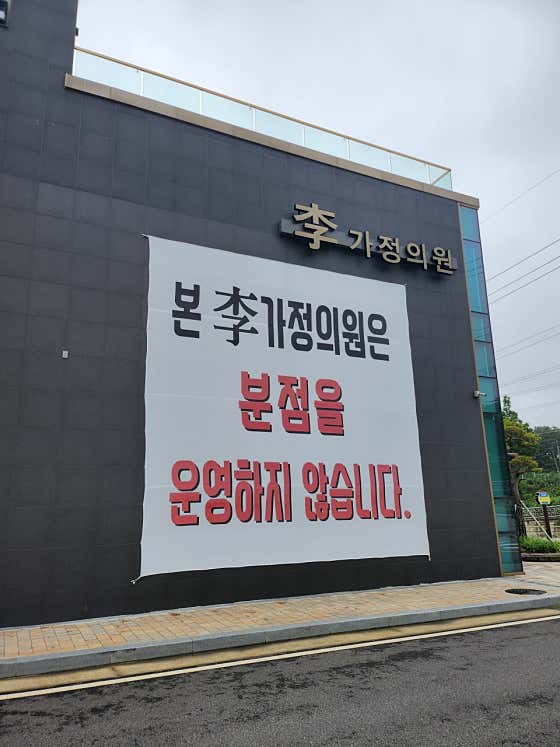 李 가정의원
본 李가정의원은
분점을
운영하지 않습니다.